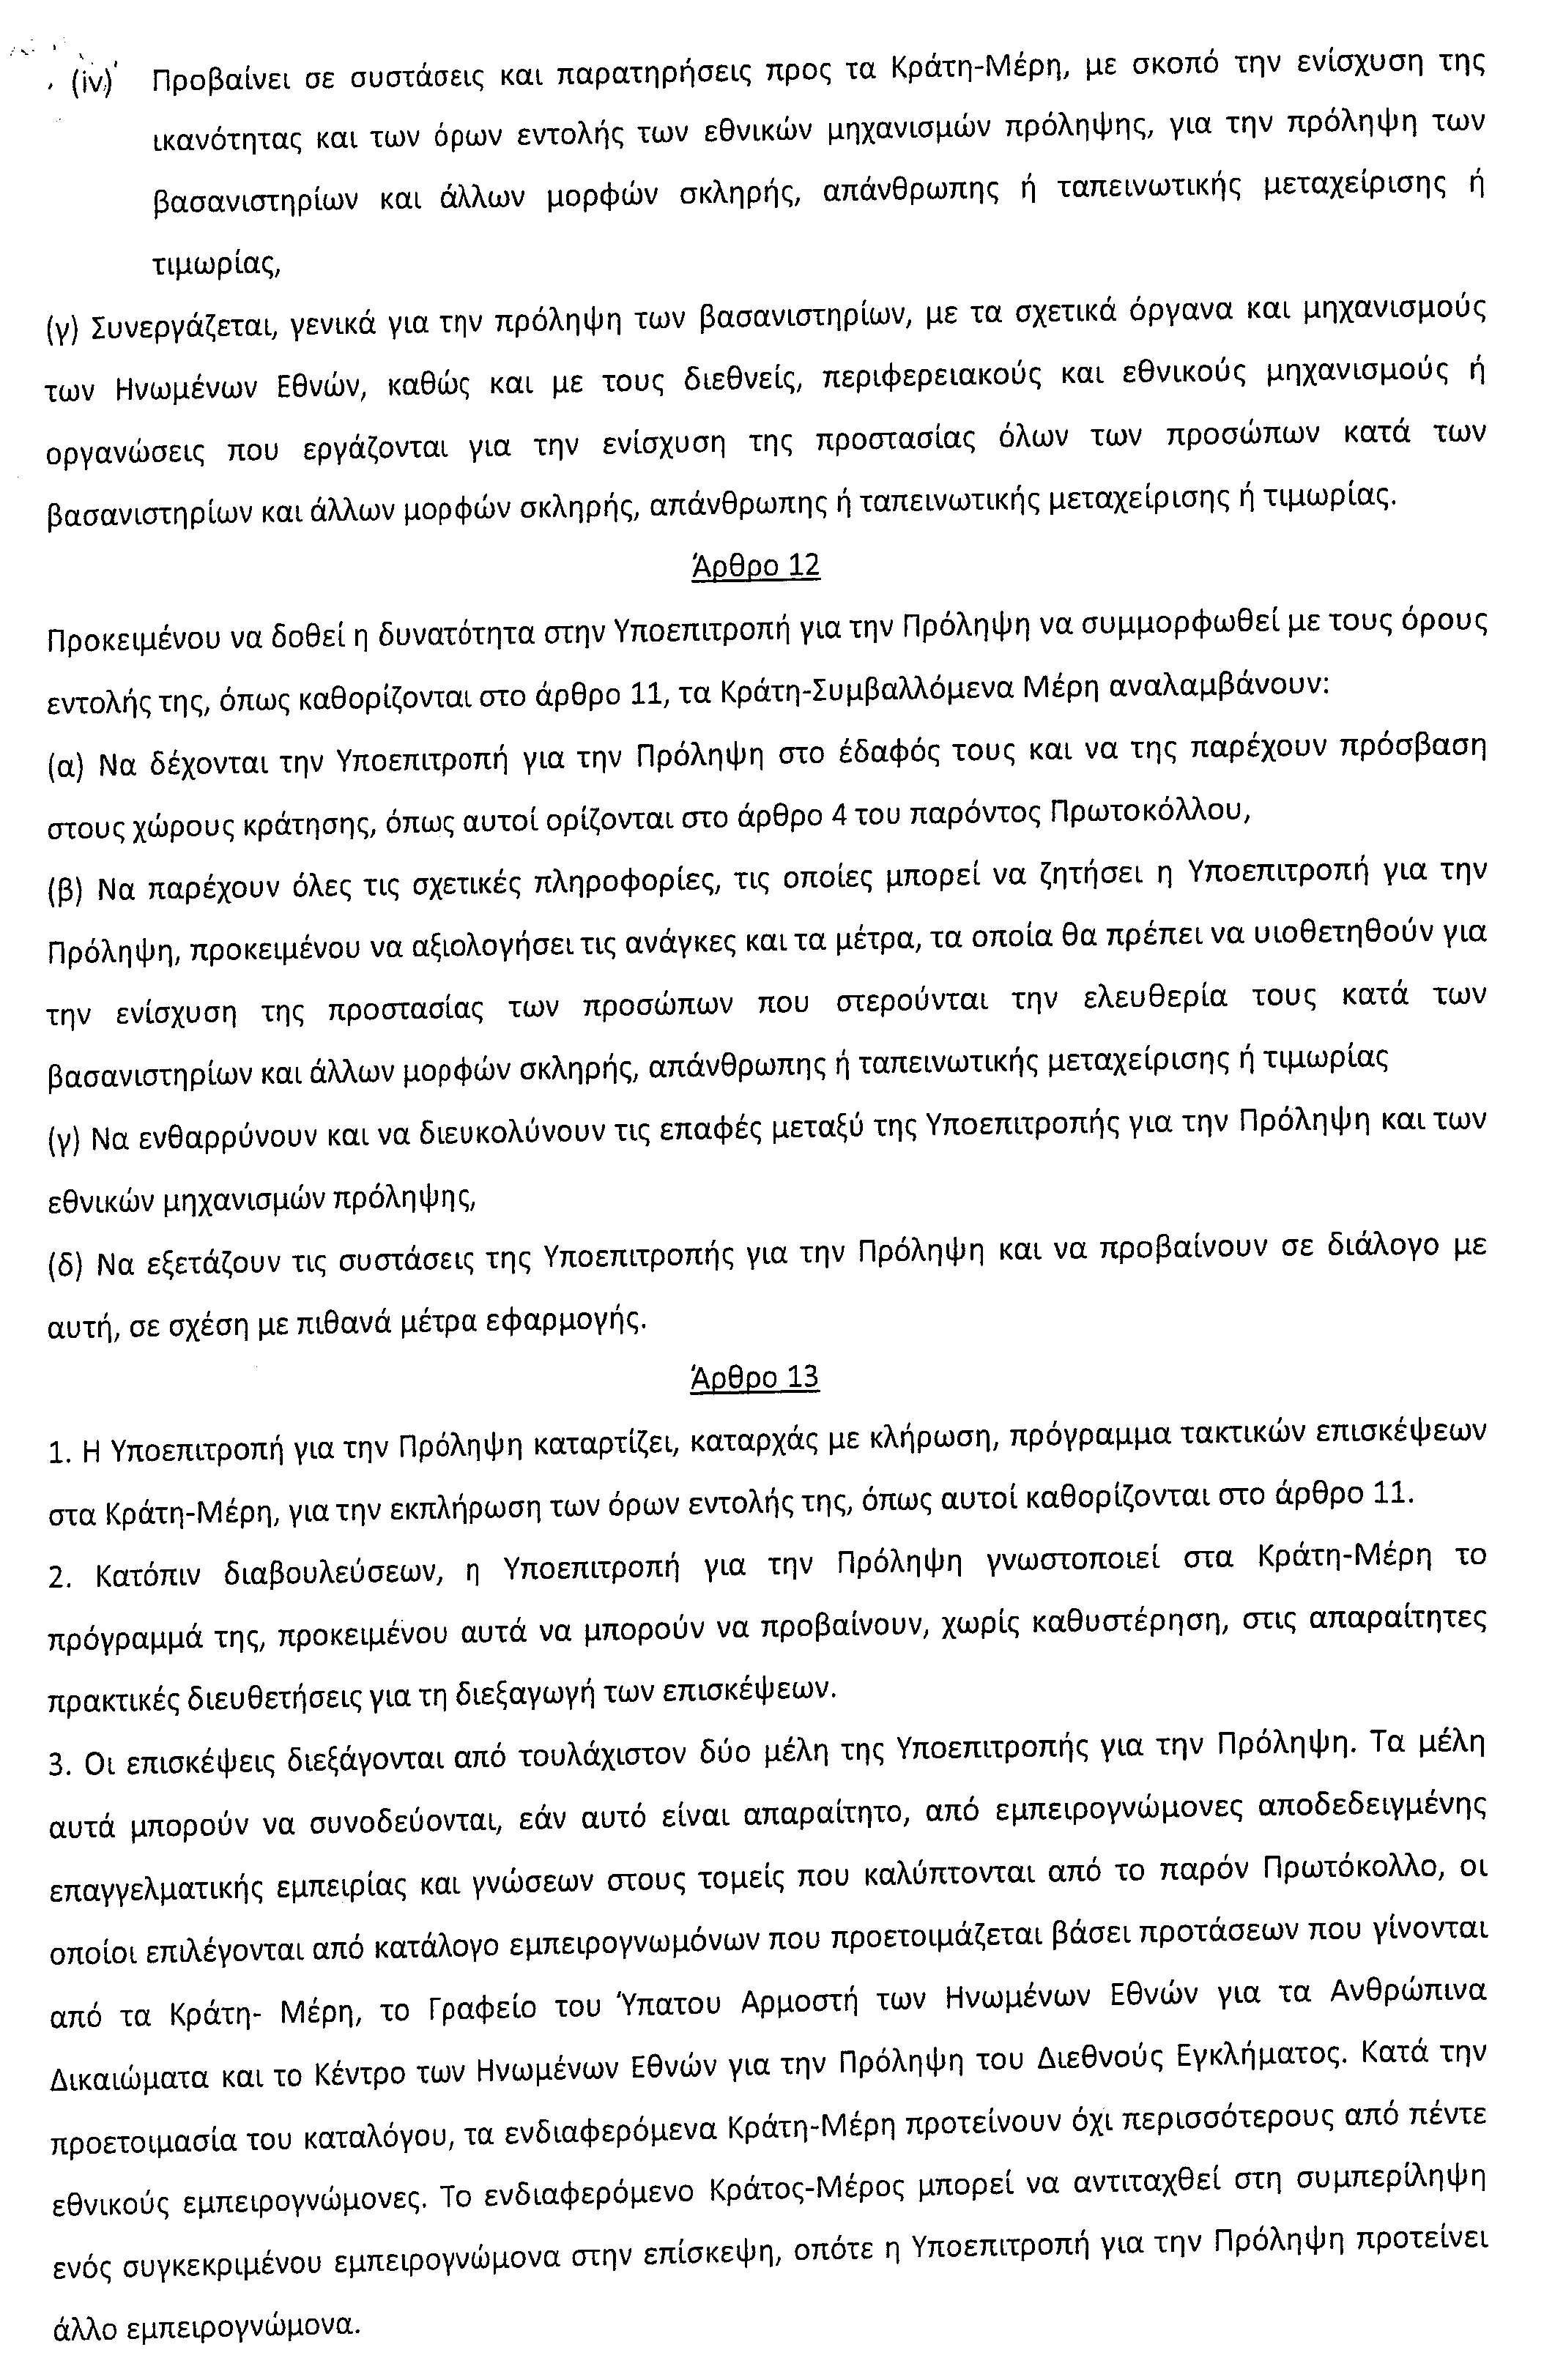 (iv) Προβαίνει σε συστάσεις και παρατηρήσεις προς τα Κράτη-Μέρη, με σκοπό την ενίσχυση της
ικανότητας και των όρων εντολής των εθνικών μηχανισμών πρόληψης, για την πρόληψη των
βασανιστηρίων και άλλων μορφών σκληρής, απάνθρωπης ή ταπεινωτικής μεταχείρισης ή
τιμωρίας,
(γ) Συνεργάζεται, γενικά για την πρόληψη των βασανιστηρίων, με τα σχετικά όργανα και μηχανισμούς
των Ηνωμένων Εθνών, καθώς και με τους διεθνείς, περιφερειακούς και εθνικούς μηχανισμούς ή
οργανώσεις που εργάζονται για την ενίσχυση της προστασίας όλων των προσώπων κατά των
βασανιστηρίων και άλλων μορφών σκληρής, απάνθρωπης ή ταπεινωτικής μεταχείρισης ή τιμωρίας.
Άρθρο 12
Προκειμένου να δοθεί η δυνατότητα στην Υποεπιτροπή για την Πρόληψη να συμμορφωθεί με τους όρους
εντολής της, όπως καθορίζονται στο άρθρο 11, τα Κράτη-Συμβαλλόμενα Μέρη αναλαμβάνουν:
(α) Να δέχονται την Υποεπιτροπή για την Πρόληψη στο έδαφός τους και να της παρέχουν πρόσβαση
στους χώρους κράτησης, όπως αυτοί ορίζονται στο άρθρο 4 του παρόντος Πρωτοκόλλου,
(β) Να παρέχουν όλες τις σχετικές πληροφορίες, τις οποίες μπορεί να ζητήσει η Υποεπιτροπή για την
Πρόληψη, προκειμένου να αξιολογήσει τις ανάγκες και τα μέτρα, τα οποία θα πρέπει να υιοθετηθούν για
την ενίσχυση της προστασίας των προσώπων που στερούνται την ελευθερία τους κατά των
βασανιστηρίων και άλλων μορφών σκληρής, απάνθρωπης ή ταπεινωτικής μεταχείρισης ή τιμωρίας
(γ) Να ενθαρρύνουν και να διευκολύνουν τις επαφές μεταξύ της Υποεπιτροπής για την Πρόληψη και των
εθνικών μηχανισμών πρόληψης,
(δ) Να εξετάζουν τις συστάσεις της Υποεπιτροπής για την Πρόληψη και να προβαίνουν σε διάλογο με
αυτή, σε σχέση με πιθανά μέτρα εφαρμογής.
Άρθρο 13
1. Η Υποεπιτροπή για την Πρόληψη καταρτίζει, καταρχάς με κλήρωση, πρόγραμμα τακτικών επισκέψεων
στα Κράτη-Μέρη, για την εκπλήρωση των όρων εντολής της, όπως αυτοί καθορίζονται στο άρθρο 11.
2. Κατόπιν διαβουλεύσεων, η Υποεπιτροπή για την Πρόληψη γνωστοποιεί στα Κράτη-Μέρη το
πρόγραμμά της, προκειμένου αυτά να μπορούν να προβαίνουν, χωρίς καθυστέρηση, στις απαραίτητες
πρακτικές διευθετήσεις για τη διεξαγωγή των επισκέψεων.
3. Οι επισκέψεις διεξάγονται από τουλάχιστον δύο μέλη της Υποεπιτροπής για την Πρόληψη. Τα μέλη
αυτά μπορούν να συνοδεύονται, εάν αυτό είναι απαραίτητο, από εμπειρογνώμονες αποδεδειγμένης
επαγγελματικής εμπειρίας και γνώσεων στους τομείς που καλύπτονται από το παρόν Πρωτόκολλο, οι
οποίοι επιλέγονται από κατάλογο εμπειρογνωμόνων που προετοιμάζεται βάσει προτάσεων που γίνονται
από τα Κράτη- Μέρη, το Γραφείο του Ύπατου Αρμοστή των Ηνωμένων Εθνών για τα Ανθρώπινα
Δικαιώματα και το Κέντρο των Ηνωμένων Εθνών για την Πρόληψη του Διεθνούς Εγκλήματος. Κατά την
προετοιμασία του καταλόγου, τα ενδιαφερόμενα Κράτη-Μέρη προτείνουν όχι περισσότερους από πέντε
εθνικούς εμπειρογνώμονες. Το ενδιαφερόμενο Κράτος-Μέρος μπορεί να αντιταχθεί στη συμπερίληψη
ενός συγκεκριμένου εμπειρογνώμονα στην επίσκεψη, οπότε η Υποεπιτροπή για την Πρόληψη προτείνει
άλλο εμπειρογνώμονα.